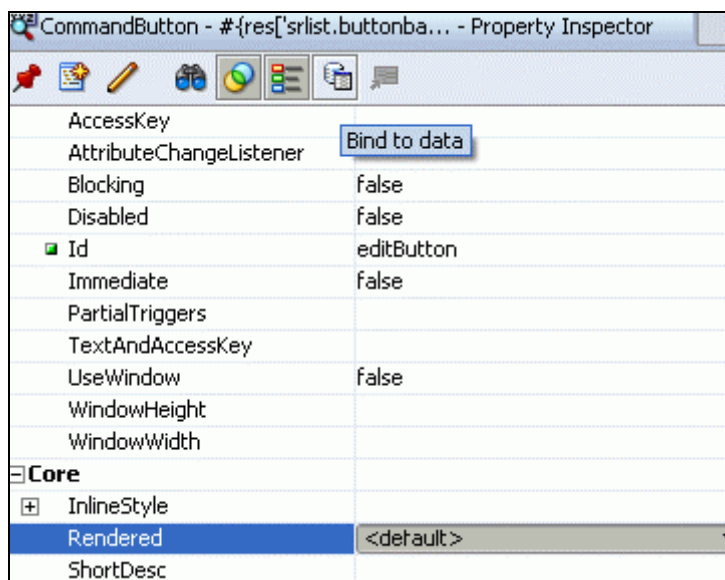 CommandButton - #{res['srlist.buttonba... - Property Inspector
Bind to data
AccessKey
AttributeChangeListener
Blocking false
Disabled false
Id editButton
Immediate false
PartialTriggers
TextAndAccessKey
UseWindow false
WindowHeight
WindowWidth
Core
InlineStyle
Rendered <default>
ShortDesc